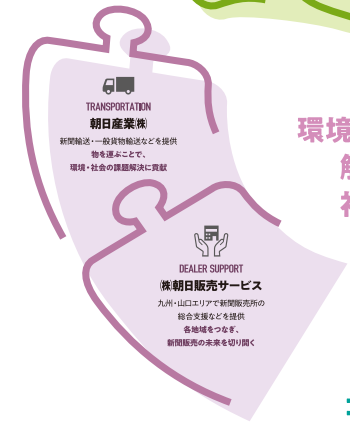 TRANSPORTATION
朝日産業㈱
新聞輸送・一般貨物輸送などを提供
物を運ぶことで、
環境・社会の課題解決に貢献
環境
DEALER SUPPORT
㈱朝日販売サービス
九州・山口エリアで新聞販売所の
総合支援などを提供
各地域をつなぎ、
新聞販売の未来を切り開く